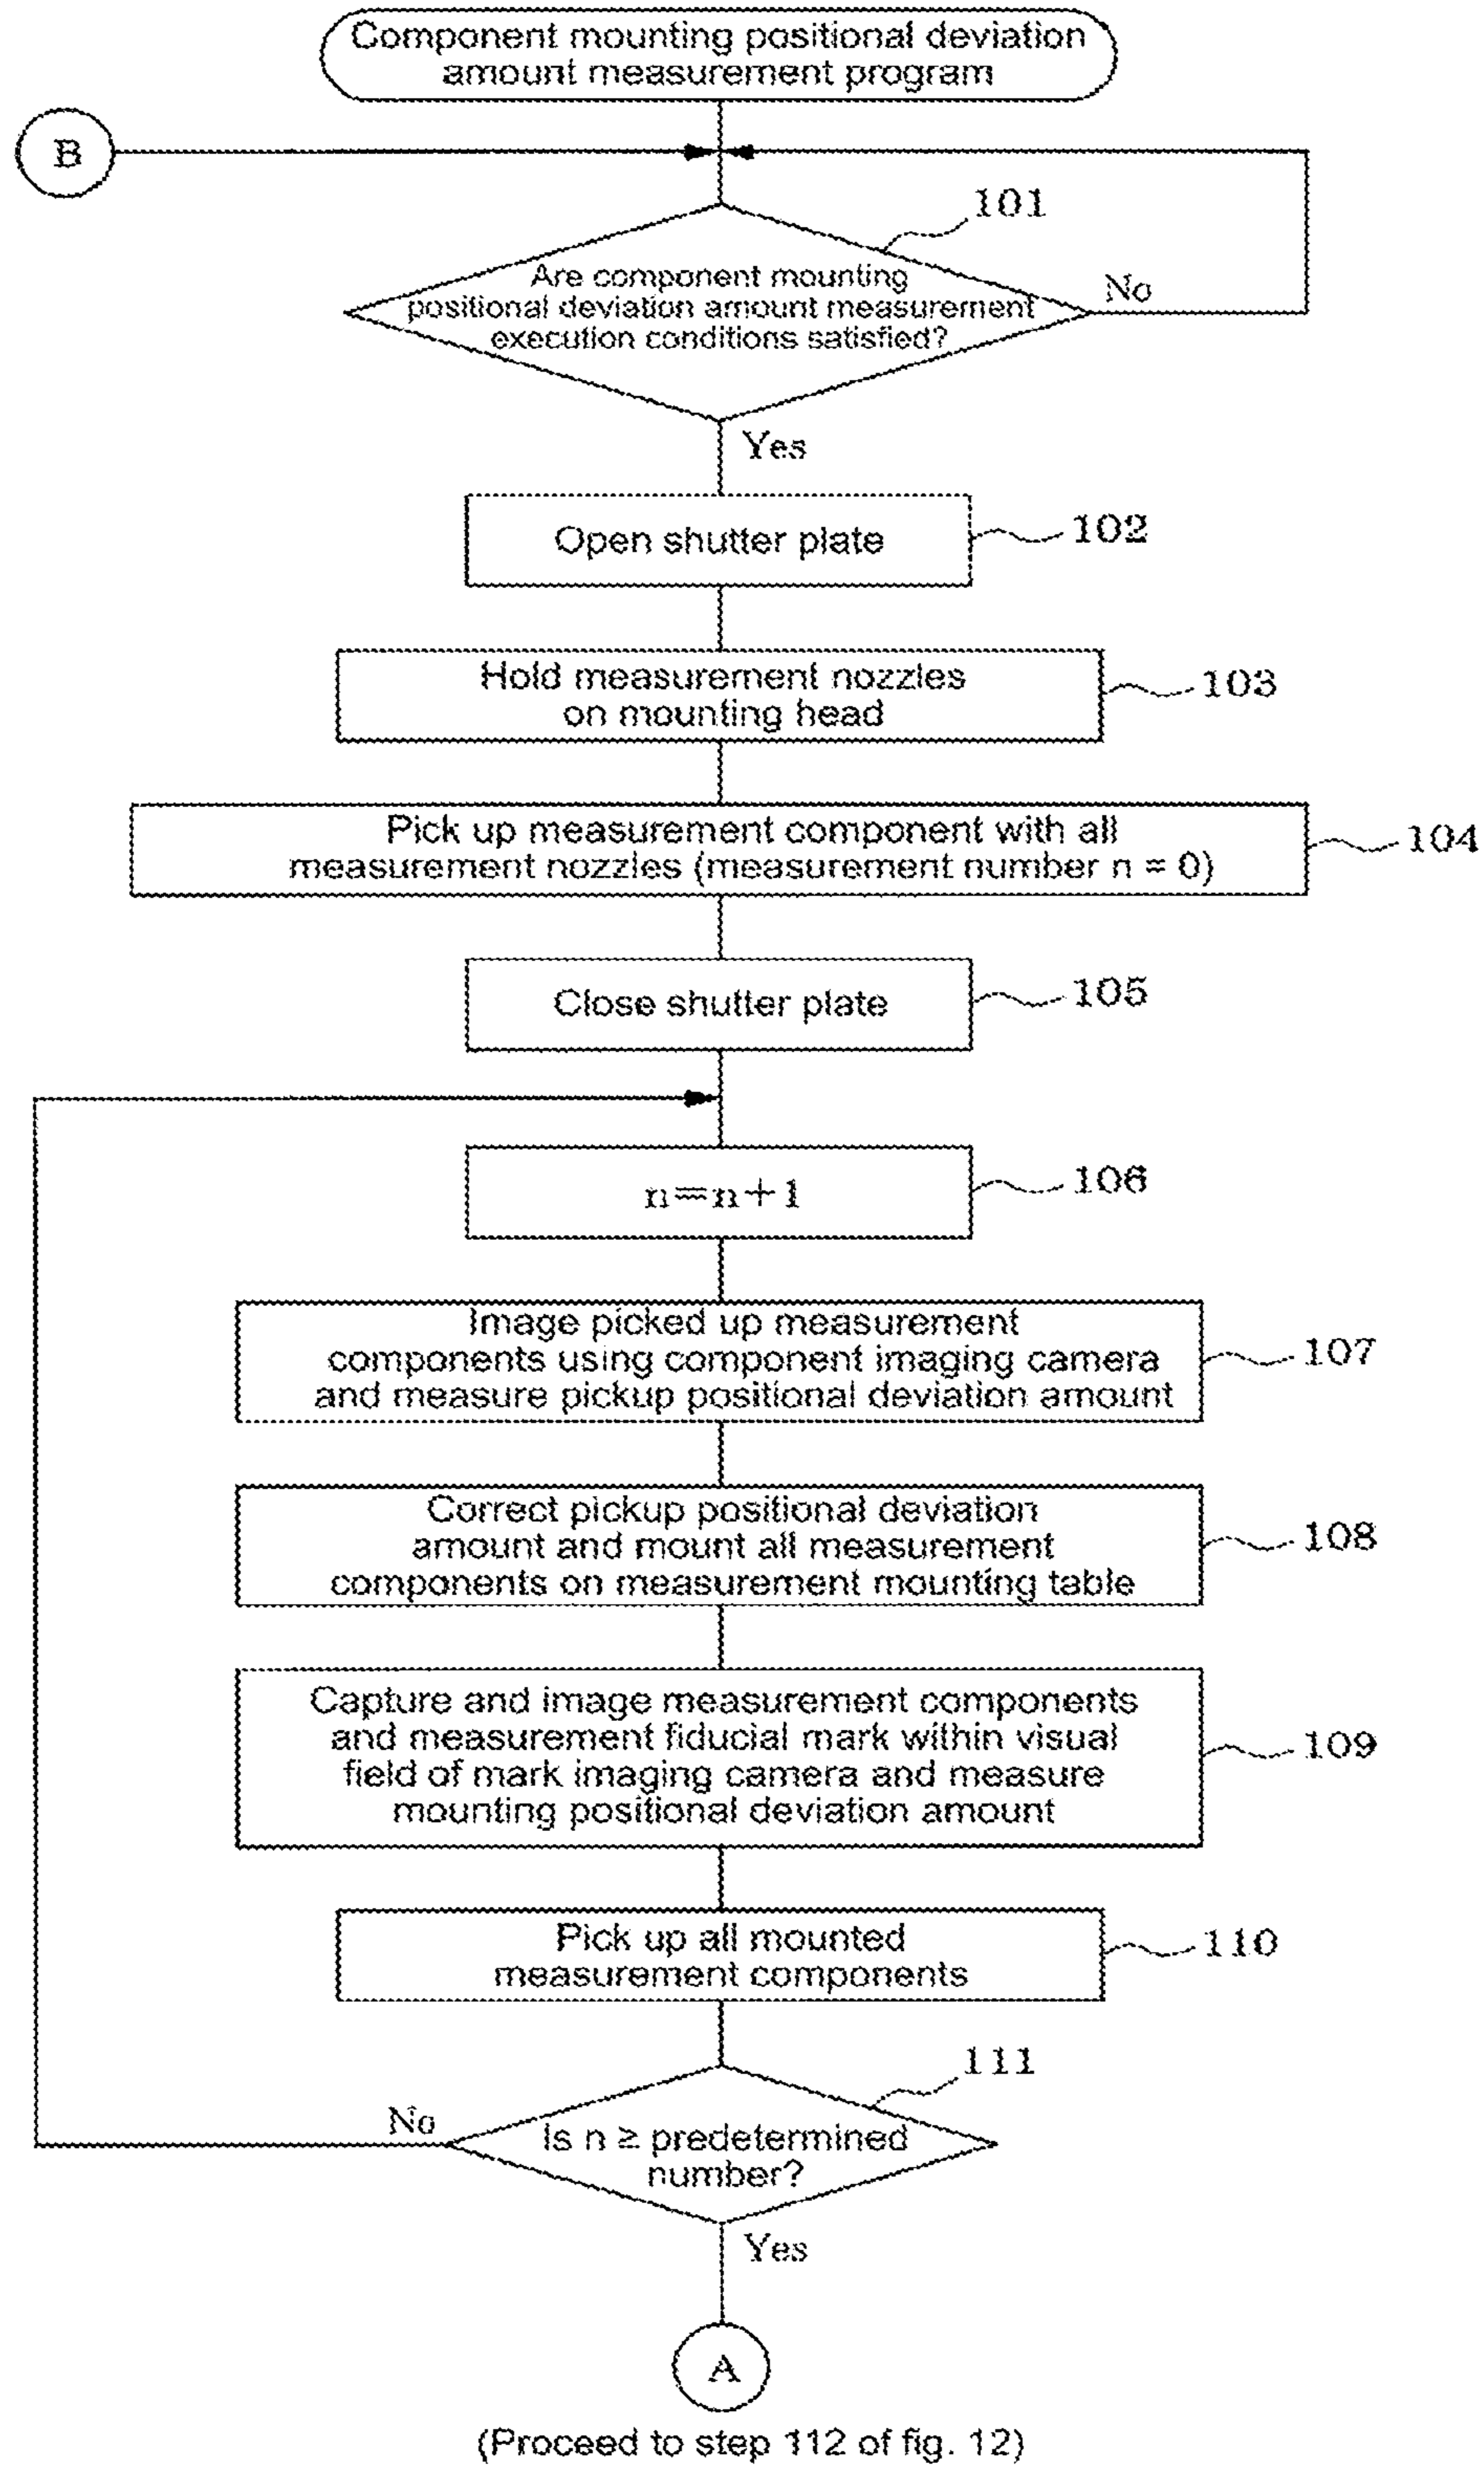 Component mounting positional deviation
amount measurement program
B
101
Are component mounting
positional deviation amount measurement
execution conditions satisfied?
No
Yes
Open shutter plate
102
Hold measurement nozzles
on mounting head
103
Pick up measurement component with all
measurement nozzles (measurement number n = 0)
104
Close shutter plate
105
n=n+1
106
Image picked up measurement
components using component imaging camera
and measure pickup positional deviation amount
107
Correct pickup positional deviation
amount and mount all measurement
components on measurement mounting table
108
Capture and image measurement components
and measurement fiducial mark within visual
field of mark imaging camera and measure
mounting positional deviation amount
109
Pick up all mounted
measurement components
110
111
No
Is n ≥ predetermined
number?
Yes
A
(Proceed to step 112 of fig. 12)